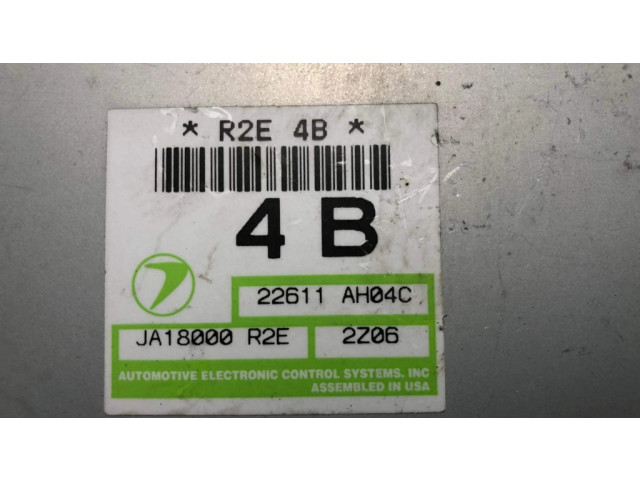 * R2E 4B *
4 B
22611 AH04C
JA18000 R2E 2Z06
AUTOMOTIVE ELECTRONIC CONTROL SYSTEMS. INC
ASSEMBLED IN USA